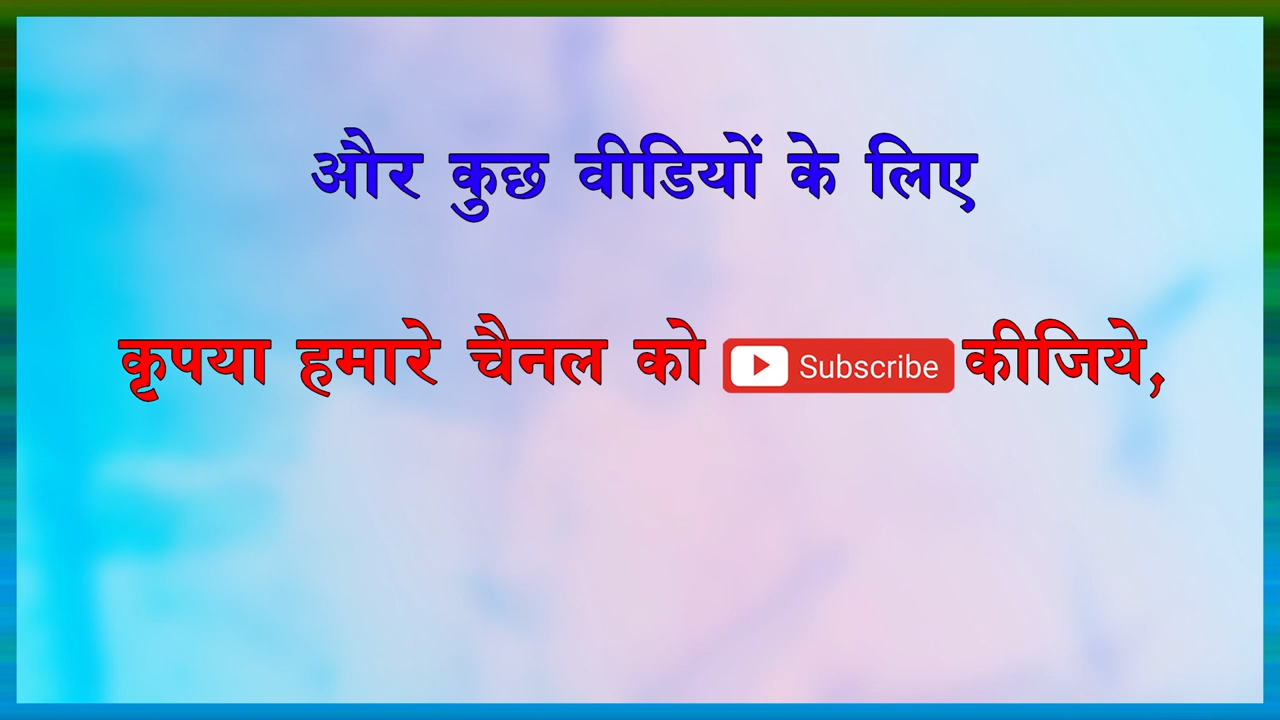 और कुछ वीडियों के लिए
कृपया हमारे चैनल को Subscribe कीजिये,